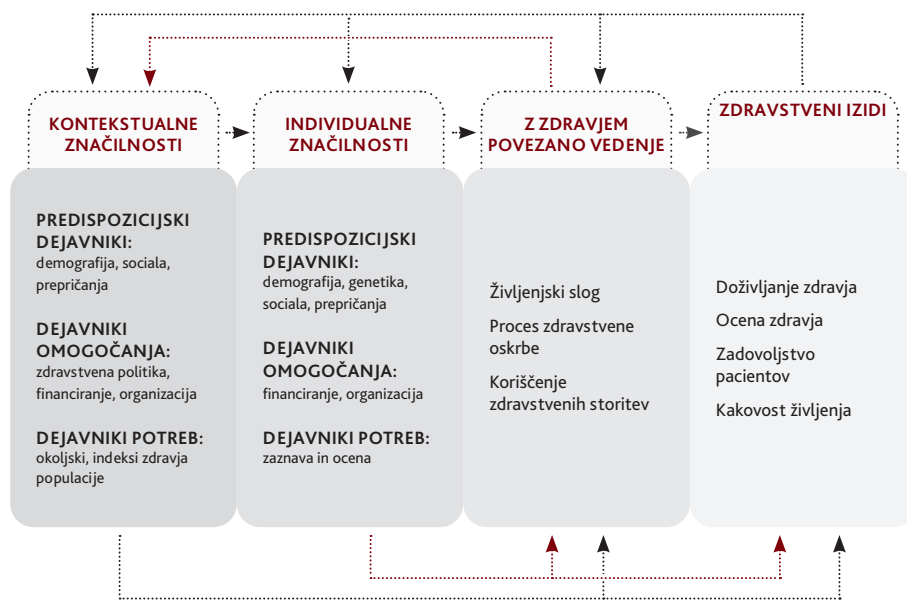 KONTEKSTUALNE
ZNAČILNOSTI
PREDISPOZICIJSKI
DEJAVNIKI:
demografija, sociala,
prepričanja
DEJAVNIKI
OMOGOČANJA:
zdravstvena politika,
financiranje, organizacija
DEJAVNIKI POTREB:
okoljski, indeksi zdravja
populacije
INDIVIDUALNE
ZNAČILNOSTI
PREDISPOZICIJSKI
DEJAVNIKI:
demografija, genetika,
sociala, prepričanja
DEJAVNIKI
OMOGOČANJA:
financiranje, organizacija
DEJAVNIKI POTREB:
zaznava in ocena
Z ZDRAVJEM
POVEZANO VEDENJE
Življenjski slog
Proces zdravstvene
oskrbe
Koriščenje
zdravstvenih storitev
ZDRAVSTVENI IZIDI
Doživljanje zdravja
Ocena zdravja
Zadovoljstvo
pacientov
Kakovost življenja